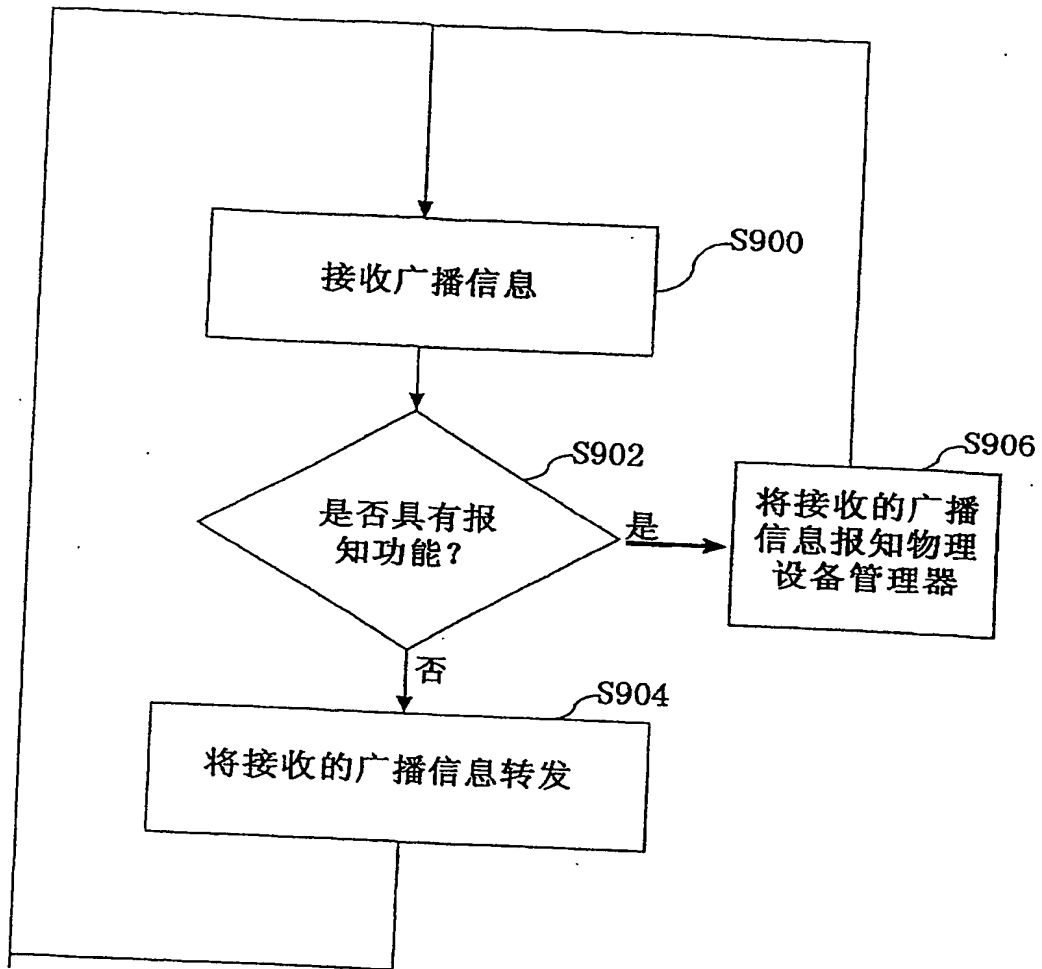 接收广播信息
S900
是否具有报
知功能？
S902
是
将接收的广播
信息报知物理
设备管理器
S906
否
将接收的广播信息转发
S904